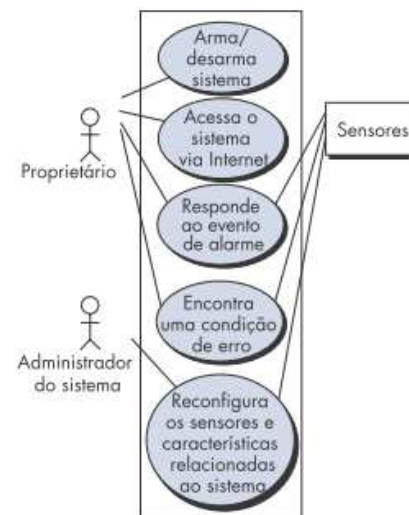 Arma/
desarma
sistema
Acessa o
sistema
via Internet
Sensores
Proprietário
Responde
ao evento
de alarme
Encontra
uma condição
de erro
Administrador
do sistema
Reconfigura
os sensores e
características
relacionadas
ao sistema